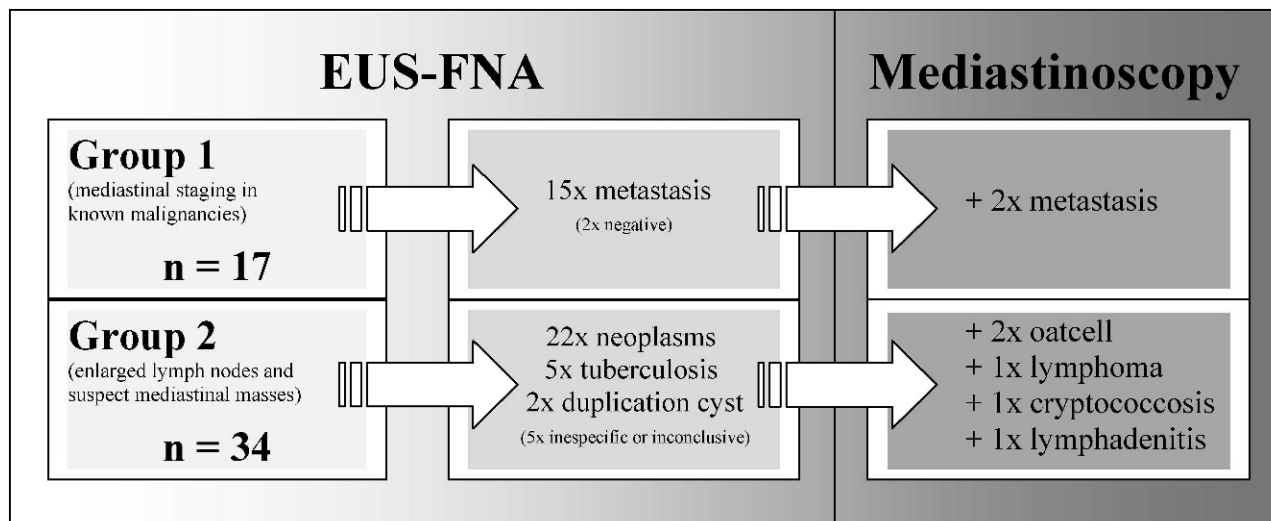 EUS-FNA
Mediastinoscopy
Group 1
(mediastinal staging in
known malignancies)
n = 17
15x metastasis
(2x negative)
+ 2x metastasis
Group 2
(enlarged lymph nodes and
suspect mediastinal masses)
n = 34
22x neoplasms
5x tuberculosis
2x duplication cyst
(5x inespecific or inconclusive)
+ 2x oatcell
+ 1x lymphoma
+ 1x cryptococcosis
+ 1x lymphadenitis